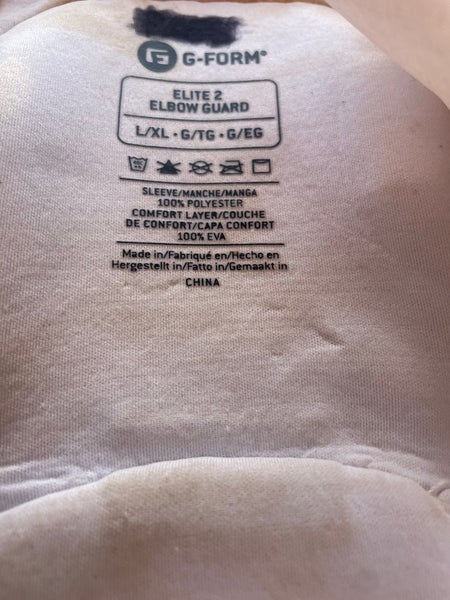 G-FORM®
ELITE 2
ELBOW GUARD
L/XL • G/TG • G/EG
SLEEVE/MANCHE/MANGA
100% POLYESTER
COMFORT LAYER/COUCHE
DE CONFORT/CAPA CONFORT
100% EVA
Made in/Fabriqué en/Hecho en
Hergestellt in/Fatto in/Gemaakt in
CHINA